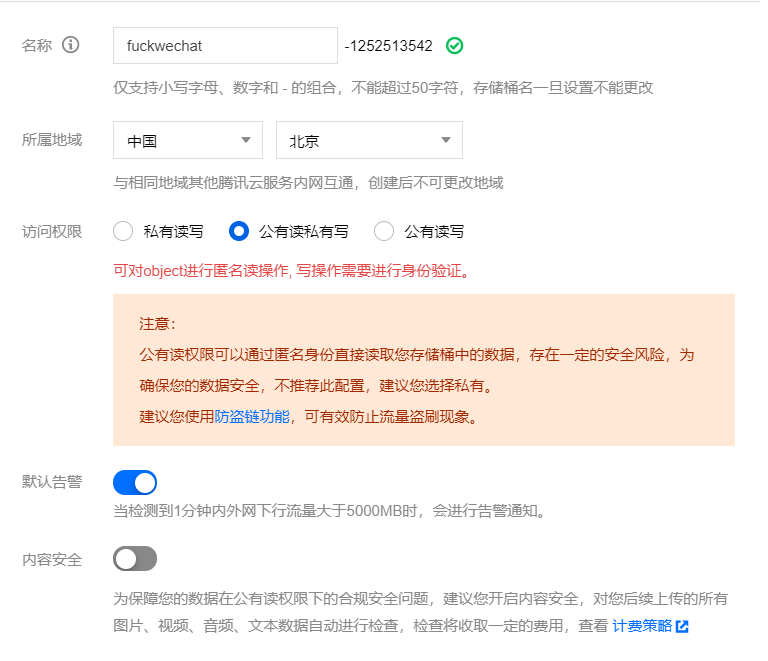 名称 fuckwechat -1252513542
仅支持小写字母、数字和 - 的组合，不能超过50字符，存储桶名一旦设置不能更改
所属地域 中国 北京
与相同地域其他腾讯云服务内网互通，创建后不可更改地域
访问权限 私有读写 公有读私有写 公有读写
可对object进行匿名读操作, 写操作需要进行身份验证。
注意：
公有读权限可以通过匿名身份直接读取您存储桶中的数据，存在一定的安全风险，为
确保您的数据安全，不推荐此配置，建议您选择私有。
建议您使用防盗链功能，可有效防止流量盗刷现象。
默认告警
当检测到1分钟内外网下行流量大于5000MB时，会进行告警通知。
内容安全
为保障您的数据在公有读权限下的合规安全问题，建议您开启内容安全，对您后续上传的所有
图片、视频、音频、文本数据自动进行检查，检查将收取一定的费用，查看 计费策略